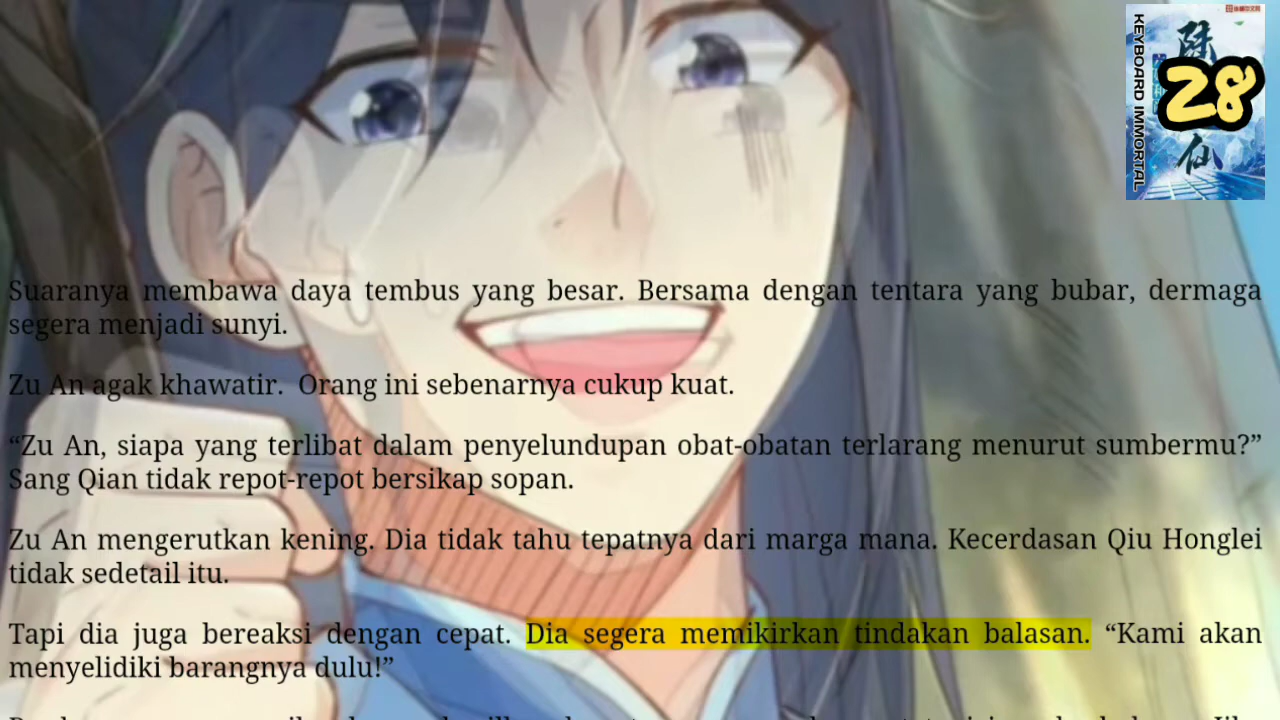 陆
28
仙
KEYBOARD IMMORTAL
Suaranya membawa daya tembus yang besar. Bersama dengan tentara yang bubar, dermaga
segera menjadi sunyi.
Zu An agak khawatir. Orang ini sebenarnya cukup kuat.
“Zu An, siapa yang terlibat dalam penyelundupan obat-obatan terlarang menurut sumbermu?”
Sang Qian tidak repot-repot bersikap sopan.
Zu An mengerutkan kening. Dia tidak tahu tepatnya dari marga mana. Kecerdasan Qiu Honglei
tidak sedetail itu.
Tapi dia juga bereaksi dengan cepat. Dia segera memikirkan tindakan balasan. “Kami akan
menyelidiki barangnya dulu!”